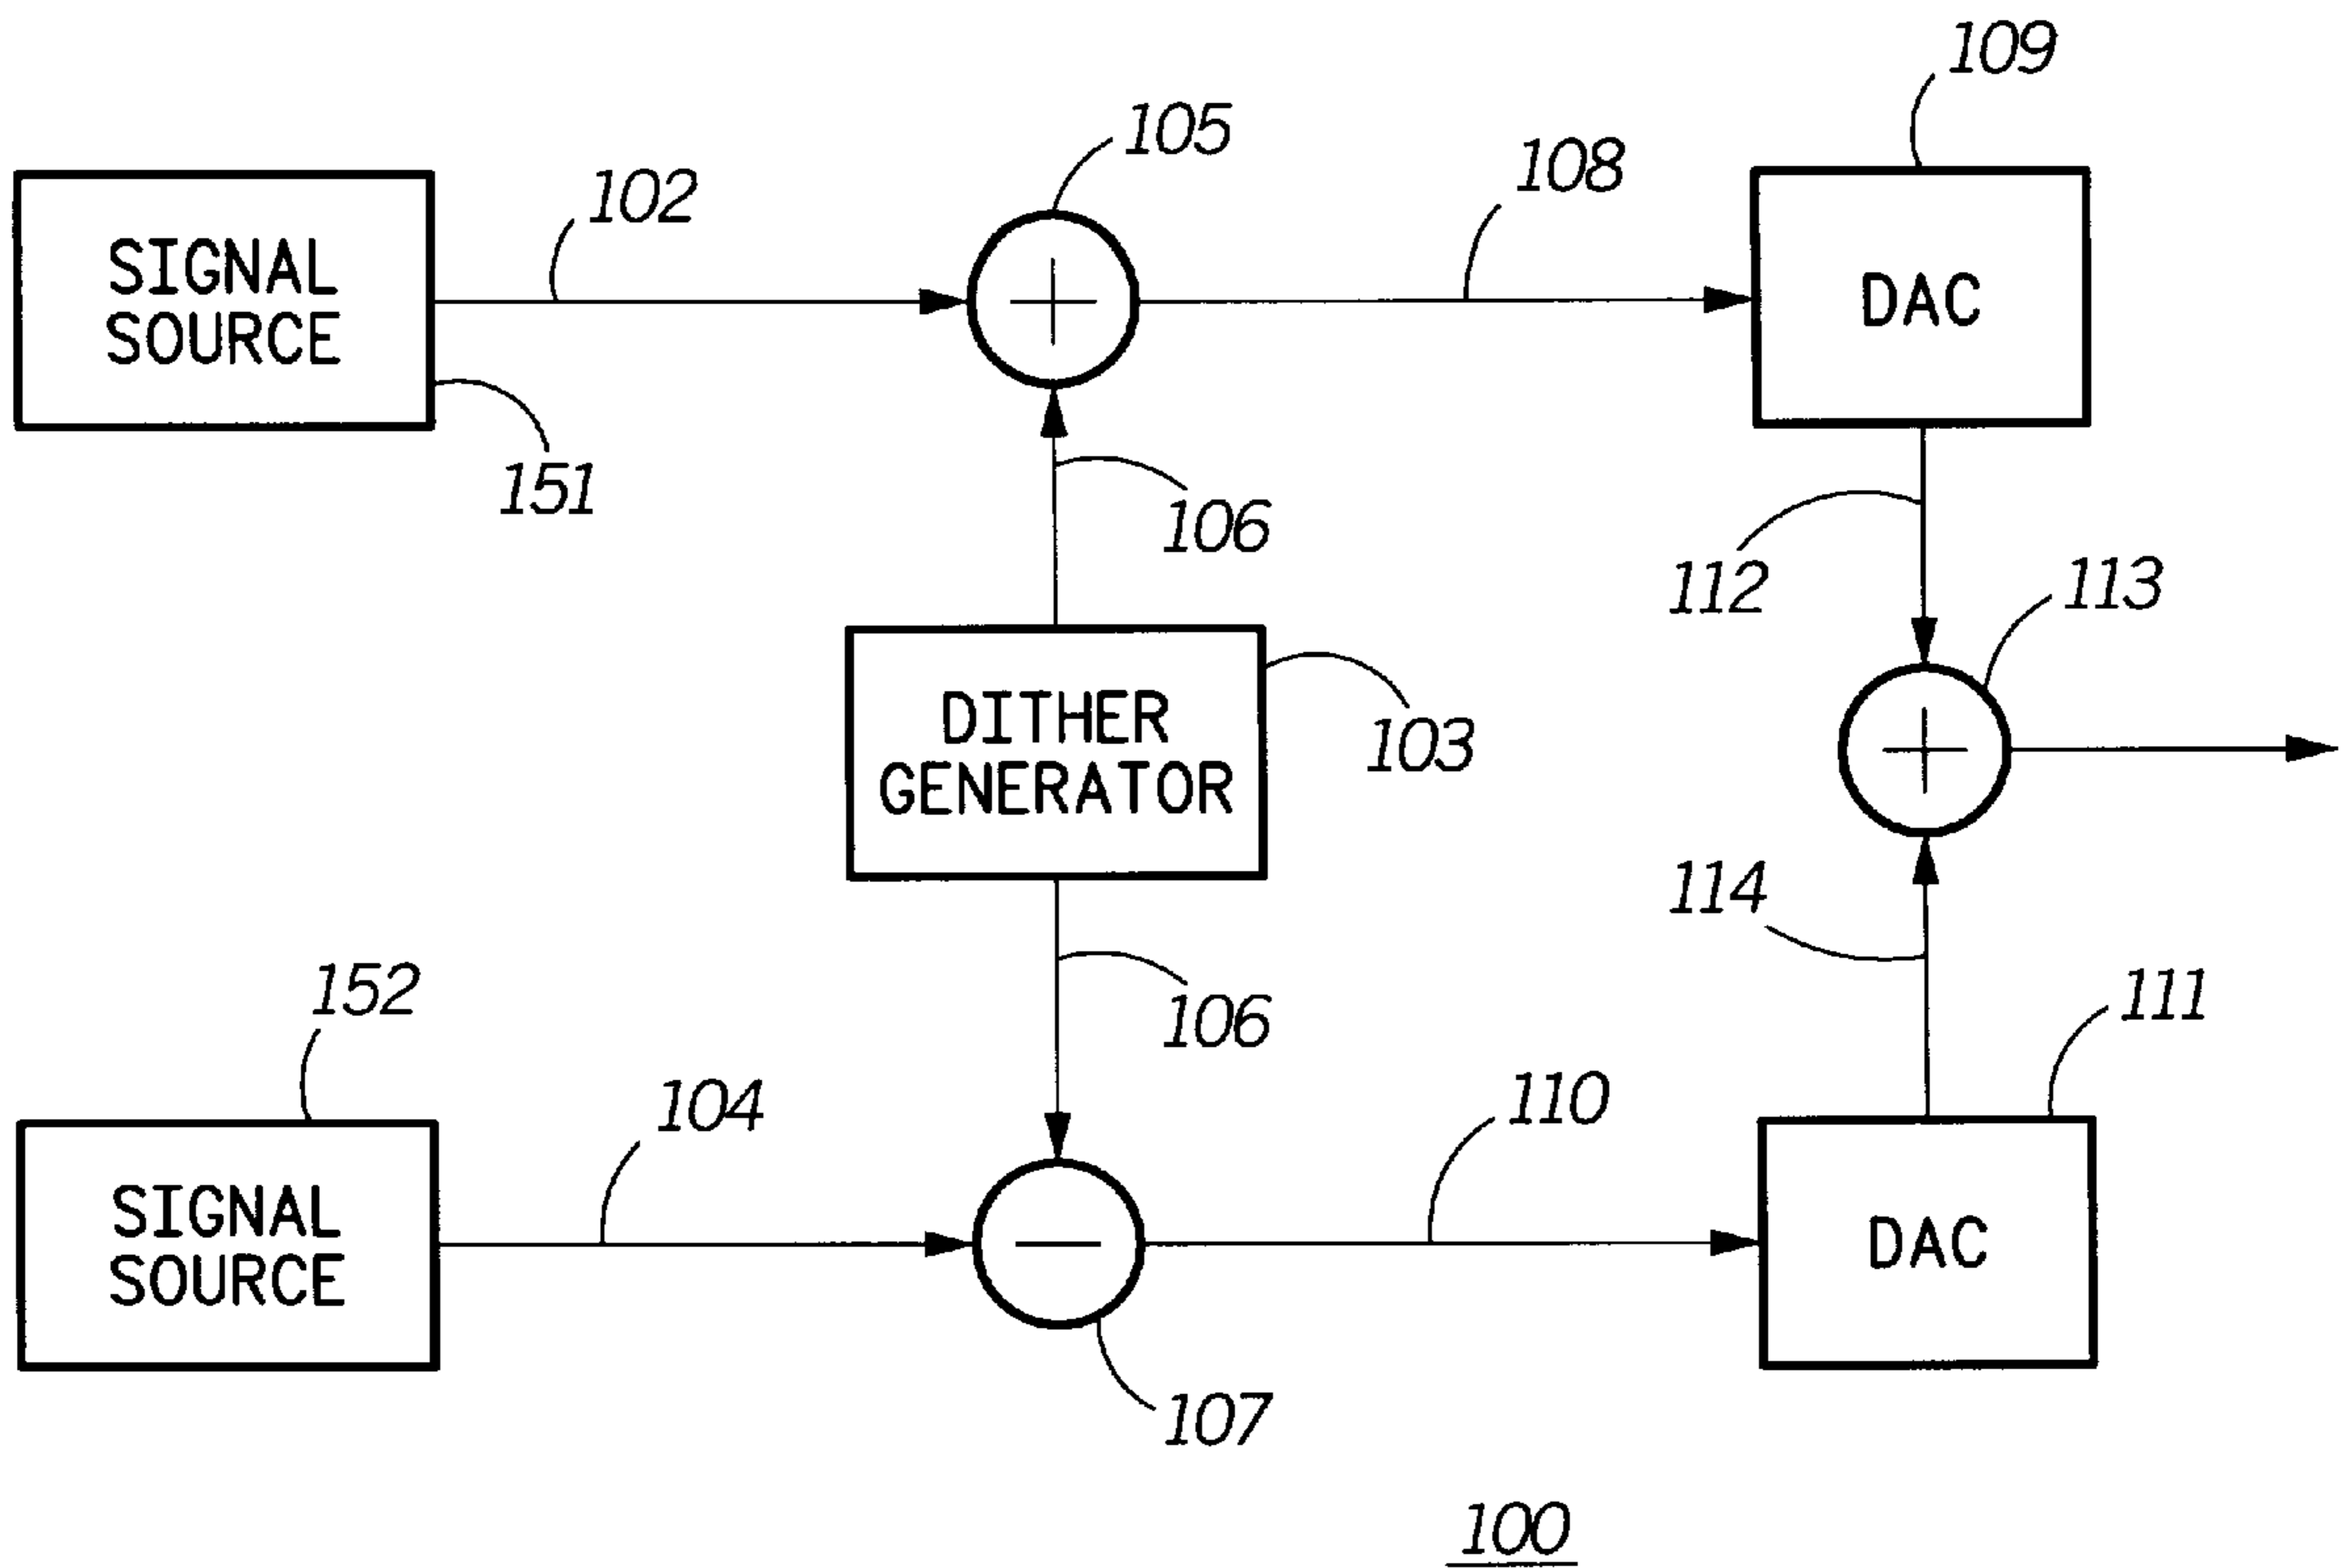 109
105
108
102
SIGNAL
SOURCE
DAC
151
106
112
113
DITHER
GENERATOR
103
114
152
106
111
104
110
SIGNAL
SOURCE
DAC
107
100